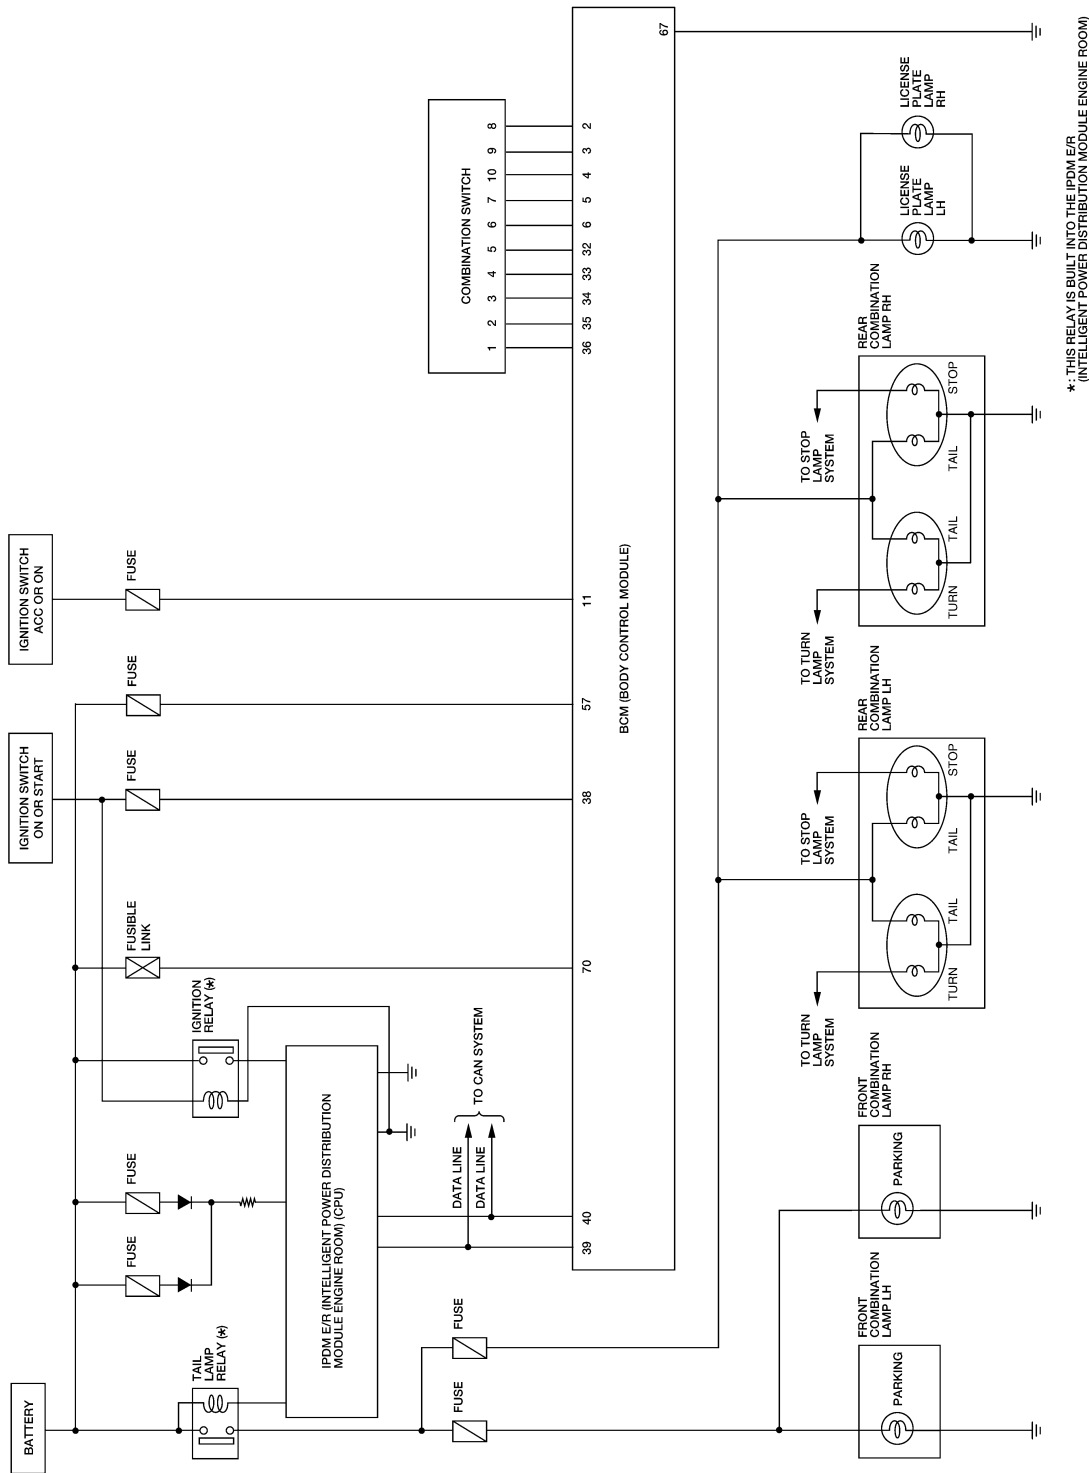 BATTERY
IGNITION SWITCH
ON OR START
IGNITION SWITCH
ACC OR ON
TAIL
LAMP
RELAY (*)
FUSE
FUSE
IGNITION
RELAY (*)
FUSIBLE
LINK
FUSE
FUSE
FUSE
IPDM E/R (INTELLIGENT POWER DISTRIBUTION
MODULE ENGINE ROOM) (CPU)
COMBINATION SWITCH
1 2 3 4 5 6 7 10 9 8
FUSE
FUSE
DATA LINE
DATA LINE
TO CAN SYSTEM
39 40 70 38 57 11 36 35 34 33 32 6 5 4 3 2
BCM (BODY CONTROL MODULE)
67
FRONT
COMBINATION
LAMP LH
PARKING
FRONT
COMBINATION
LAMP RH
PARKING
TO TURN
LAMP
SYSTEM
TO STOP
LAMP
SYSTEM
REAR
COMBINATION
LAMP LH
TURN TAIL TAIL STOP
TO TURN
LAMP
SYSTEM
TO STOP
LAMP
SYSTEM
REAR
COMBINATION
LAMP RH
TURN TAIL TAIL STOP
LICENSE
PLATE
LAMP
LH
LICENSE
PLATE
LAMP
RH
*: THIS RELAY IS BUILT INTO THE IPDM E/R
(INTELLIGENT POWER DISTRIBUTION MODULE ENGINE ROOM)